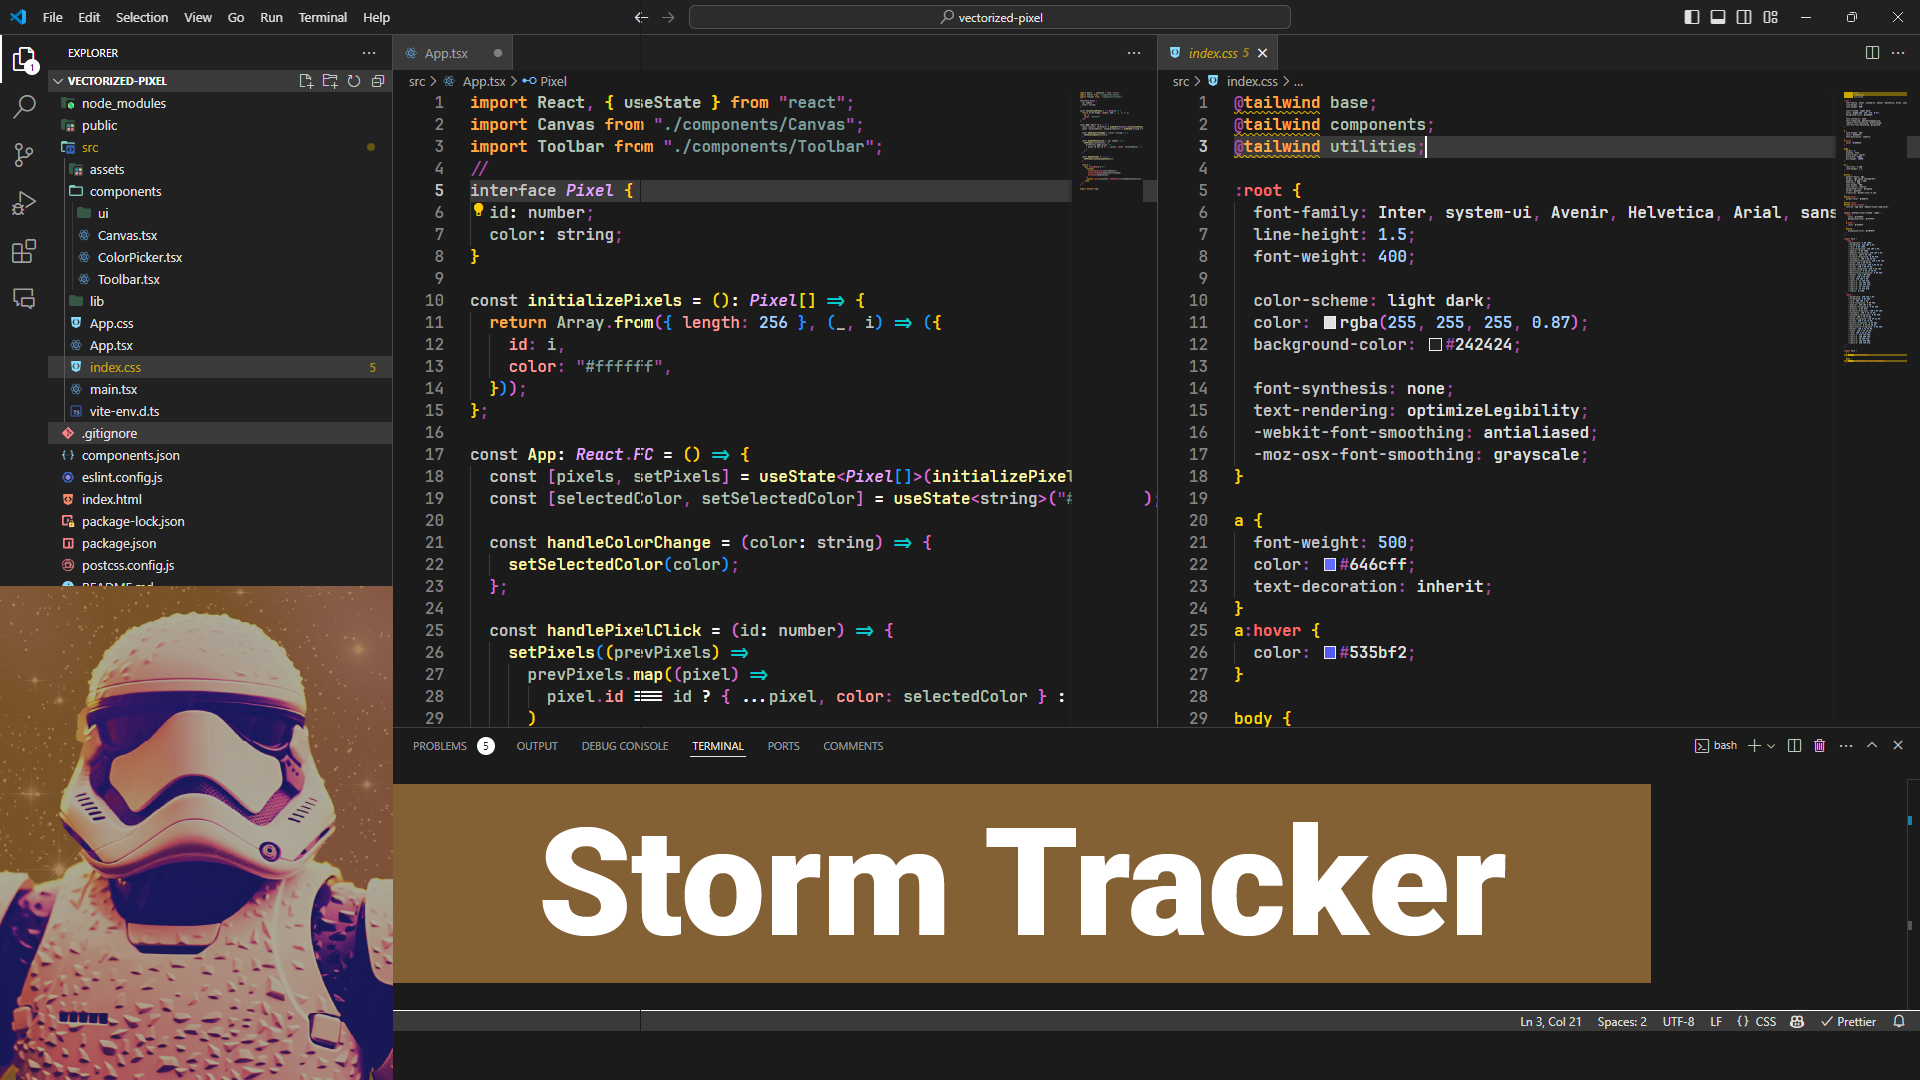 File Edit Selection View Go Run Terminal Help
vectorized-pixel
EXPLORER
VECTORIZED-PIXEL
node_modules
public
src
assets
components
ui
Canvas.tsx
ColorPicker.tsx
Toolbar.tsx
lib
App.css
App.tsx
index.css 5
main.tsx
vite-env.d.ts
.gitignore
components.json
eslint.config.js
index.html
package-lock.json
package.json
postcss.config.js
App.tsx
src > App.tsx > Pixel
1 import React, { useState } from "react";
2 import Canvas from "./components/Canvas";
3 import Toolbar from "./components/Toolbar";
4 //
5 interface Pixel {
6 id: number;
7 color: string;
8 }
9
10 const initializePixels = (): Pixel[] => {
11 return Array.from({ length: 256 }, (_, i) => ({
12 id: i,
13 color: "#ffffff",
14 }));
15 };
16
17 const App: React.FC = () => {
18 const [pixels, setPixels] = useState<Pixel[]>(initializePixel
19 const [selectedColor, setSelectedColor] = useState<string>("# );
20
21 const handleColorChange = (color: string) => {
22 setSelectedColor(color);
23 };
24
25 const handlePixelClick = (id: number) => {
26 setPixels((prevPixels) =>
27 prevPixels.map((pixel) =>
28 pixel.id === id ? { ...pixel, color: selectedColor } :
29 )
index.css 5
src > index.css > ...
1 @tailwind base;
2 @tailwind components;
3 @tailwind utilities;
4
5 :root {
6 font-family: Inter, system-ui, Avenir, Helvetica, Arial, sans
7 line-height: 1.5;
8 font-weight: 400;
9
10 color-scheme: light dark;
11 color: rgba(255, 255, 255, 0.87);
12 background-color: #242424;
13
14 font-synthesis: none;
15 text-rendering: optimizeLegibility;
16 -webkit-font-smoothing: antialiased;
17 -moz-osx-font-smoothing: grayscale;
18 }
19
20 a {
21 font-weight: 500;
22 color: #646cff;
23 text-decoration: inherit;
24 }
25 a:hover {
26 color: #535bf2;
27 }
28
29 body {
PROBLEMS 5 OUTPUT DEBUG CONSOLE TERMINAL PORTS COMMENTS
bash
Storm Tracker
Ln 3, Col 21 Spaces: 2 UTF-8 LF {} CSS Prettier